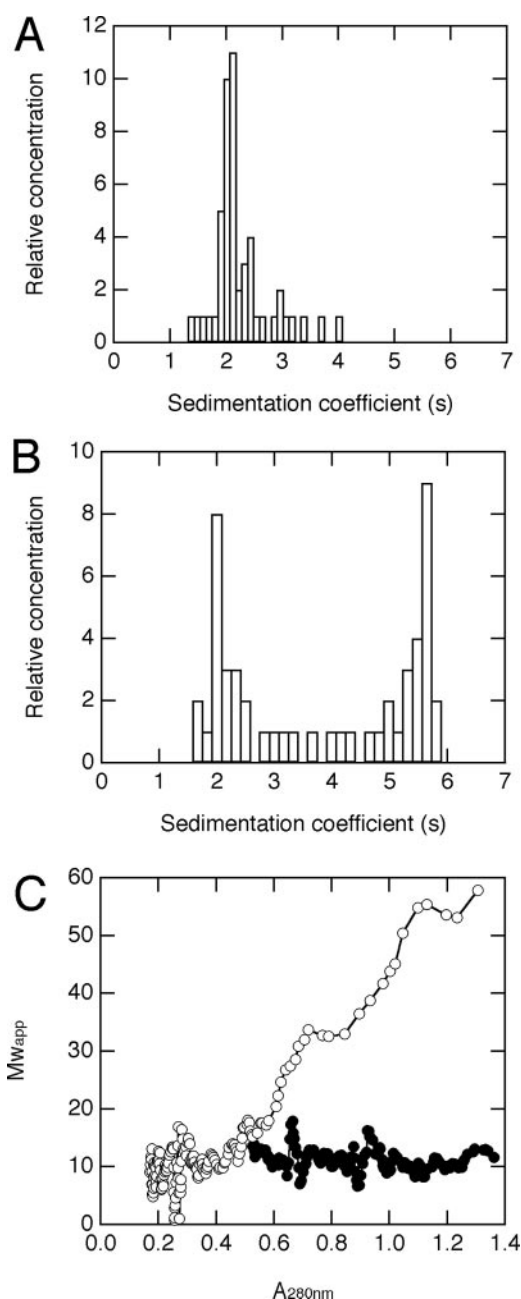 A
12
10
8
6
4
2
0
Relative concentration
0 1 2 3 4 5 6 7
Sedimentation coefficient (s)
B
10
8
6
4
2
0
Relative concentration
0 1 2 3 4 5 6 7
Sedimentation coefficient (s)
C
60
50
40
30
20
10
0
Mwapp
0.0 0.2 0.4 0.6 0.8 1.0 1.2 1.4
A280nm